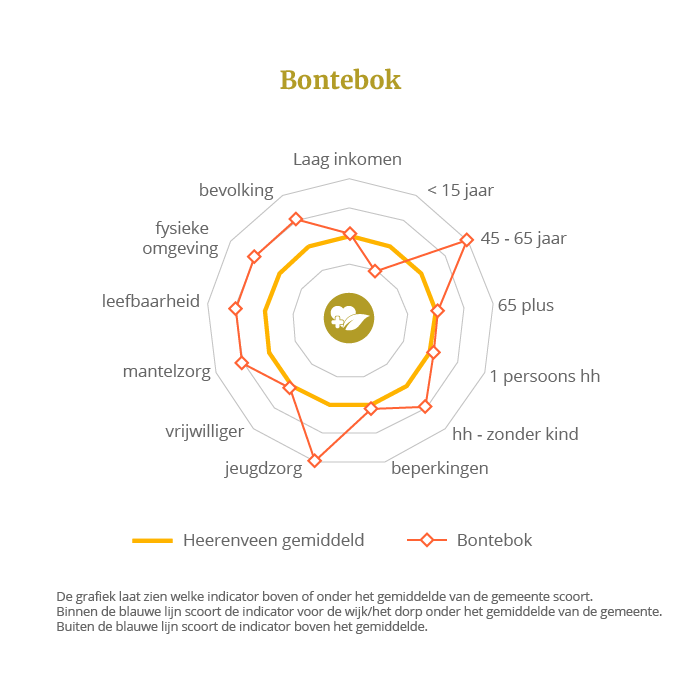 Bontebok
Laag inkomen
bevolking
< 15 jaar
fysieke
omgeving
45 - 65 jaar
leefbaarheid
65 plus
mantelzorg
1 persoons hh
vrijwilliger
hh - zonder kind
jeugdzorg
beperkingen
Heerenveen gemiddeld
Bontebok
De grafiek laat zien welke indicator boven of onder het gemiddelde van de gemeente scoort.
Binnen de blauwe lijn scoort de indicator voor de wijk/het dorp onder het gemiddelde van de gemeente.
Buiten de blauwe lijn scoort de indicator boven het gemiddelde.